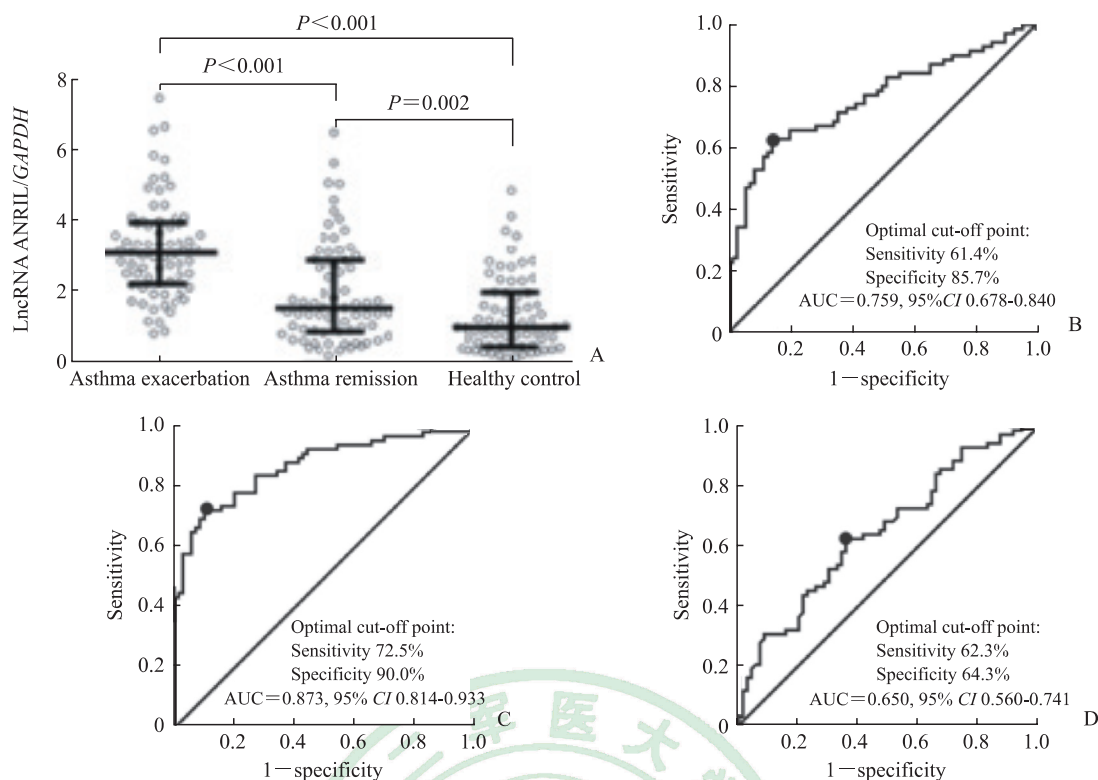 P<0.001
P<0.001
P=0.002
LncRNA ANRIL/GAPDH
8
6
4
2
0
Asthma exacerbation Asthma remission Healthy control
A
1.0
0.8
0.6
0.4
0.2
0
Sensitivity
Optimal cut-off point:
Sensitivity 61.4%
Specificity 85.7%
AUC=0.759, 95%CI 0.678-0.840
0.2 0.4 0.6 0.8 1.0
1-specificity
B
1.0
0.8
0.6
0.4
0.2
0
Sensitivity
Optimal cut-off point:
Sensitivity 72.5%
Specificity 90.0%
AUC=0.873, 95% CI 0.814-0.933
0.2 0.4 0.6 0.8 1.0
1-specificity
C
1.0
0.8
0.6
0.4
0.2
0
Sensitivity
Optimal cut-off point:
Sensitivity 62.3%
Specificity 64.3%
AUC=0.650, 95% CI 0.560-0.741
0.2 0.4 0.6 0.8 1.0
1-specificity
D
军医大